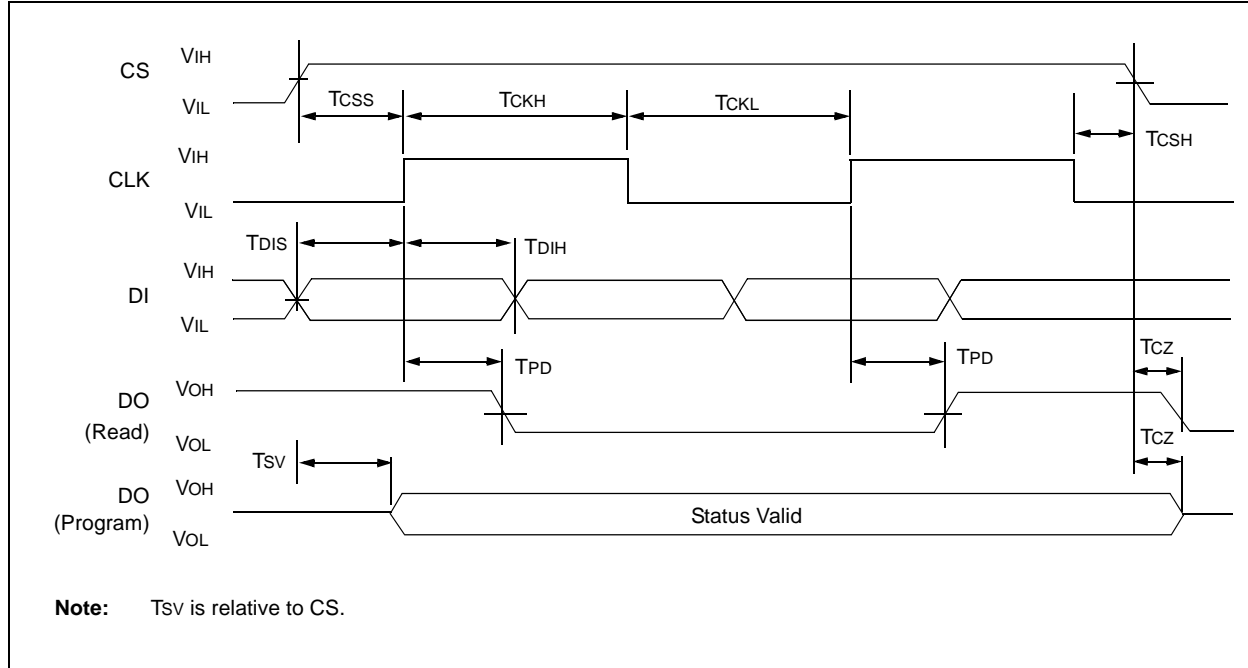 CS
VIH
VIL
TCSS
TCKH
TCKL
TCSH
CLK
VIH
VIL
TDIS
TDIH
DI
VIH
VIL
TPD
TPD
TCZ
DO
(Read)
VOH
VOL
TCZ
TSV
DO
(Program)
VOH
VOL
Status Valid
Note: TSV is relative to CS.